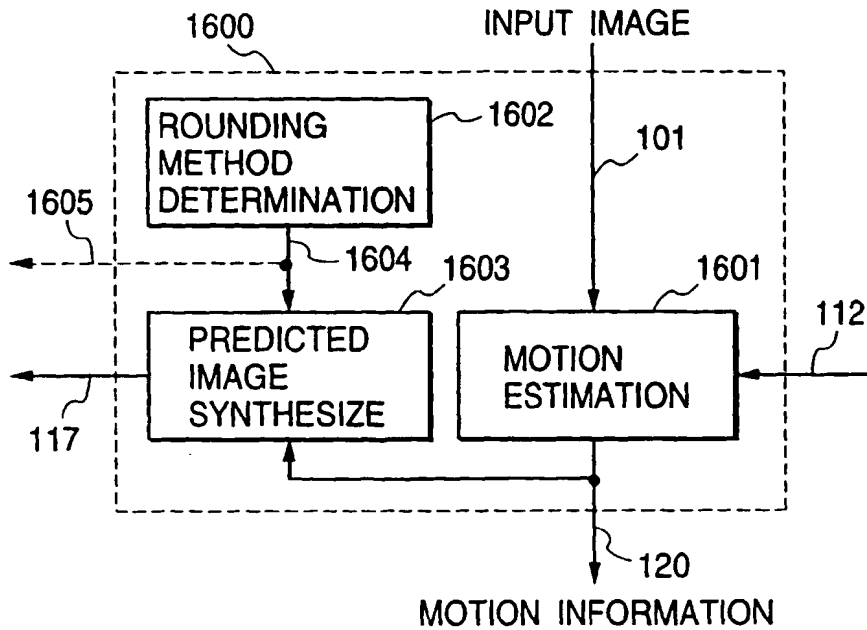 INPUT IMAGE
1600
ROUNDING
METHOD
DETERMINATION
1602
101
1605
1604
1603
1601
PREDICTED
IMAGE
SYNTHESIZE
MOTION
ESTIMATION
112
117
120
MOTION INFORMATION